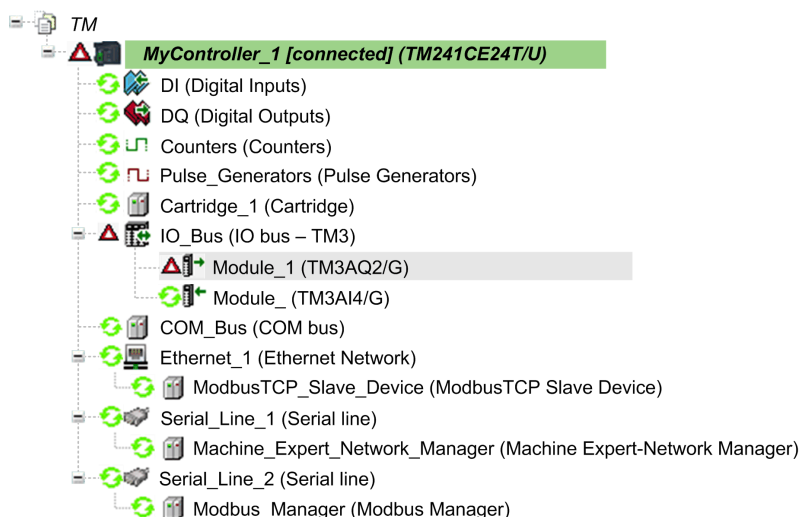 TM
MyController_1 [connected] (TM241CE24T/U)
DI (Digital Inputs)
DQ (Digital Outputs)
Counters (Counters)
Pulse_Generators (Pulse Generators)
Cartridge_1 (Cartridge)
IO_Bus (IO bus – TM3)
Module_1 (TM3AQ2/G)
Module_ (TM3AI4/G)
COM_Bus (COM bus)
Ethernet_1 (Ethernet Network)
ModbusTCP_Slave_Device (ModbusTCP Slave Device)
Serial_Line_1 (Serial line)
Machine_Expert_Network_Manager (Machine Expert-Network Manager)
Serial_Line_2 (Serial line)
Modbus_Manager (Modbus Manager)